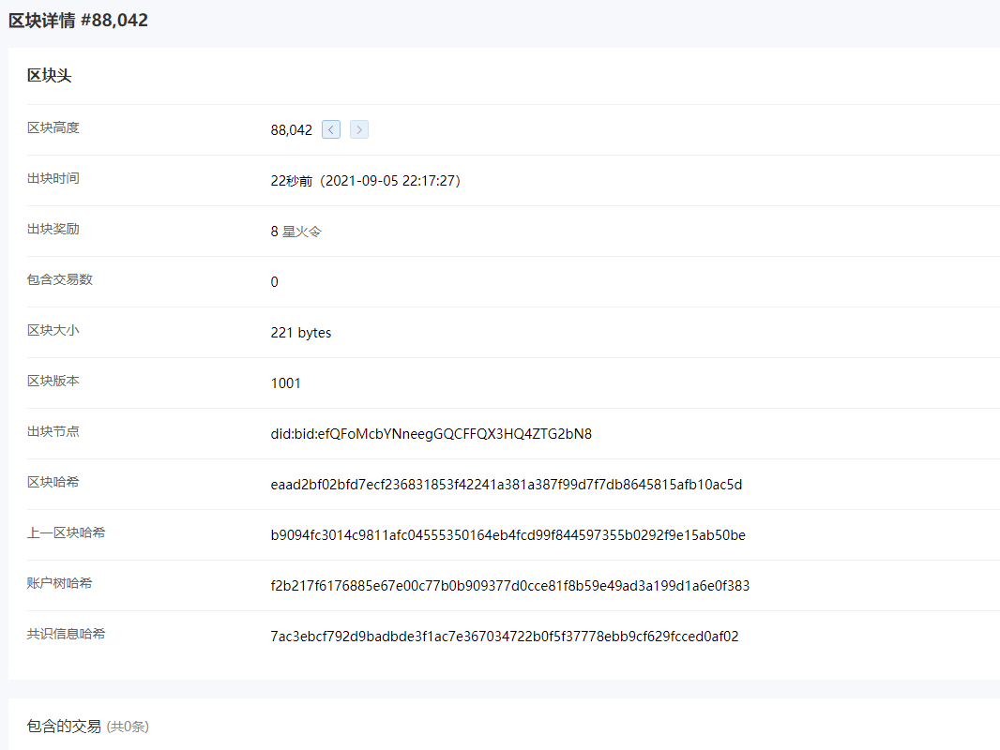 区块详情 #88,042
区块头
区块高度 88,042
出块时间 22秒前（2021-09-05 22:17:27）
出块奖励 8 星火令
包含交易数 0
区块大小 221 bytes
区块版本 1001
出块节点 did:bid:efQFoMcbYNneegGQCFFQX3HQ4ZTG2bN8
区块哈希 eaad2bf02bfd7ecf236831853f42241a381a387f99d7f7db8645815afb10ac5d
上一区块哈希 b9094fc3014c9811afc04555350164eb4fcd99f844597355b0292f9e15ab50be
账户树哈希 f2b217f6176885e67e00c77b0b909377d0cce81f8b59e49ad3a199d1a6e0f383
共识信息哈希 7ac3ebcf792d9badbde3f1ac7e367034722b0f5f37778ebb9cf629fcced0af02
包含的交易 (共0条)